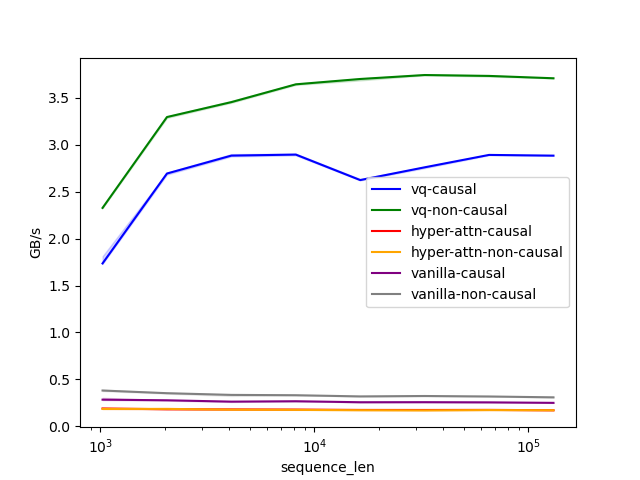 3.5
3.0
2.5
2.0
1.5
1.0
0.5
0.0
GB/s
vq-causal
vq-non-causal
hyper-attn-causal
hyper-attn-non-causal
vanilla-causal
vanilla-non-causal
10³
10⁴
10⁵
sequence_len